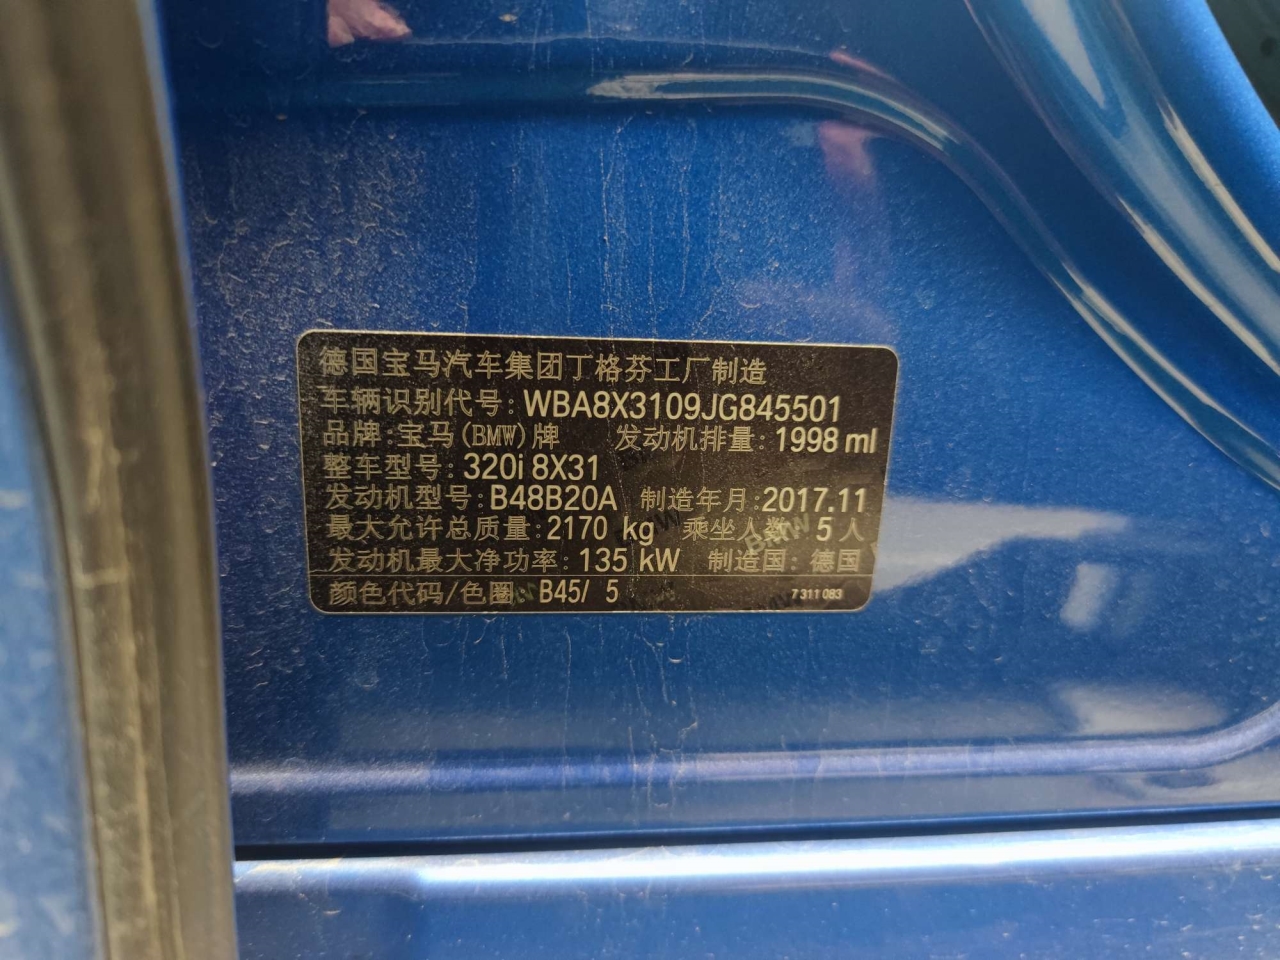 德国宝马汽车集团丁格芬工厂制造
车辆识别代号: WBA8X3109JG845501
品牌: 宝马(BMW)牌 发动机排量: 1998 ml
整车型号: 320i 8X31
发动机型号: B48B20A 制造年月: 2017.11
最大允许总质量: 2170 kg 乘坐人数 5 人
发动机最大净功率: 135 kW 制造国: 德国
颜色代码/色圈: B45/ 5 7 311 083
BMW